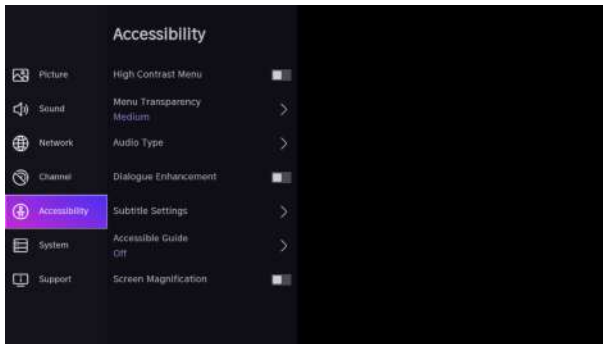 Accessibility
Picture
Sound
Network
Channel
Accessibility
System
Support
High Contrast Menu
Menu Transparency
Medium
Audio Type
Dialogue Enhancement
Subtitle Settings
Accessible Guide
Off
Screen Magnification